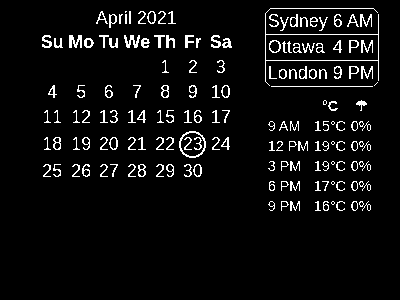 April 2021
Su Mo Tu We Th Fr Sa
1 2 3
4 5 6 7 8 9 10
11 12 13 14 15 16 17
18 19 20 21 22 23 24
25 26 27 28 29 30
Sydney 6 AM
Ottawa 4 PM
London 9 PM
°C ☂
9 AM 15°C 0%
12 PM 19°C 0%
3 PM 19°C 0%
6 PM 17°C 0%
9 PM 16°C 0%